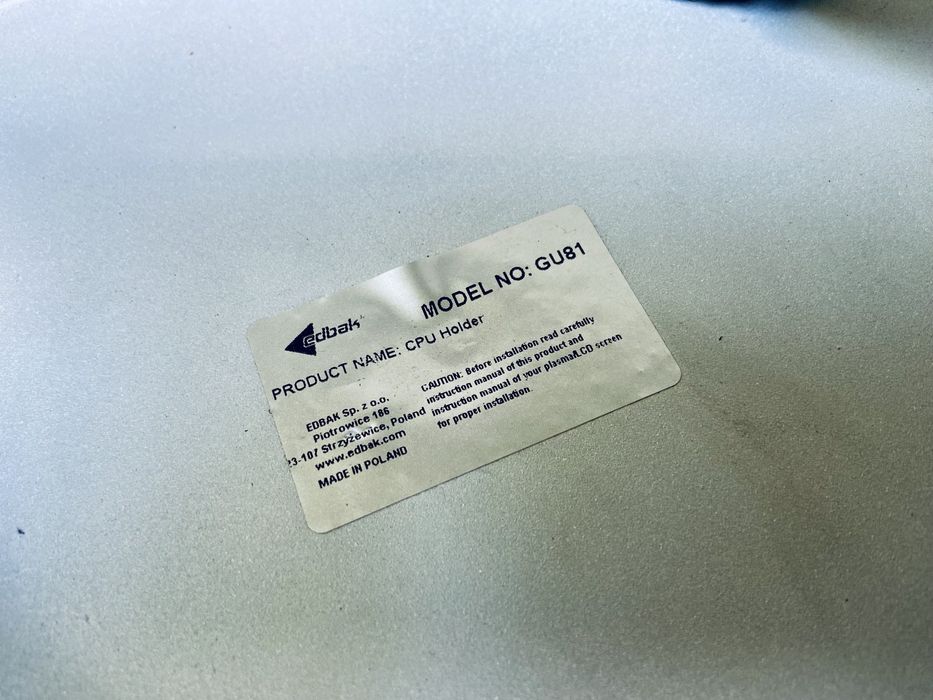 edbak
MODEL NO: GU81
PRODUCT NAME: CPU Holder
EDBAK Sp. z o.o.
Piotrowice 186
23-107 Strzyżewice, Poland
www.edbak.com
MADE IN POLAND
CAUTION: Before installation read carefully
instruction manual of this product and
instruction manual of your plasma/LCD screen
for proper installation.